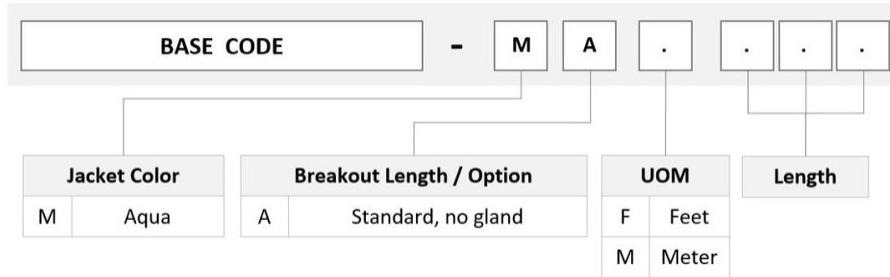 BASE CODE - M A . . . .
Jacket Color
M Aqua
Breakout Length / Option
A Standard, no gland
UOM
F Feet
M Meter
Length